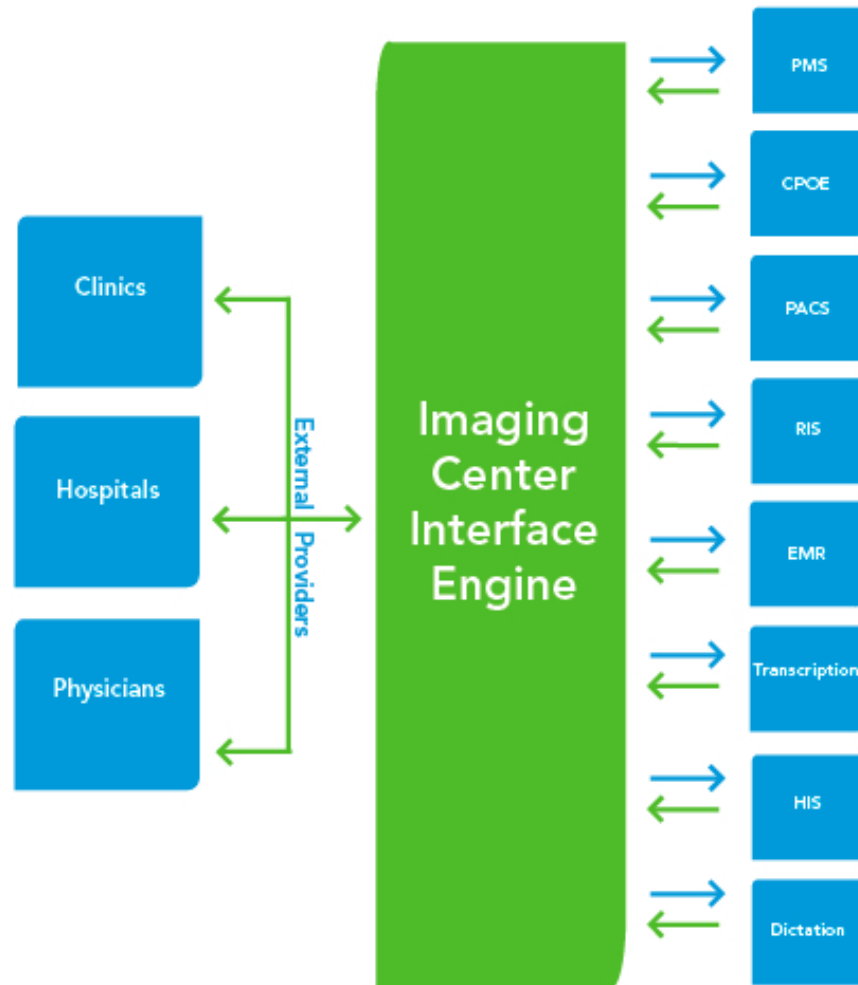 Clinics
Hospitals
Physicians
External Providers
Imaging
Center
Interface
Engine
PMS
CPOE
PACS
RIS
EMR
Transcription
HIS
Dictation